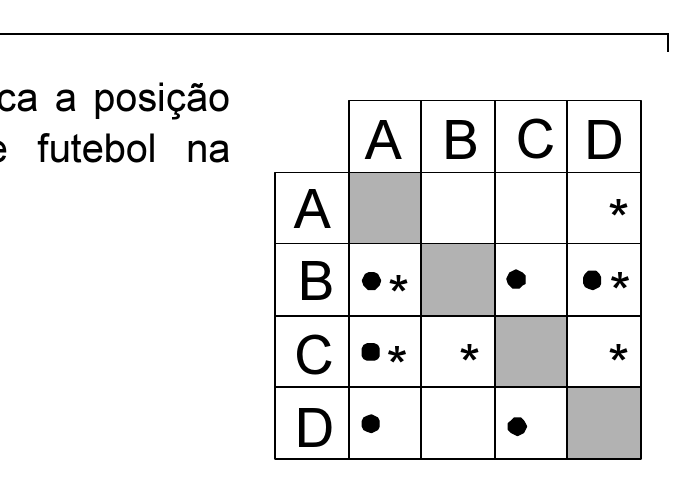 ca a posição
e futebol na
A B C D
A *
B ● * ● ● *
C ● * * *
D ● ●